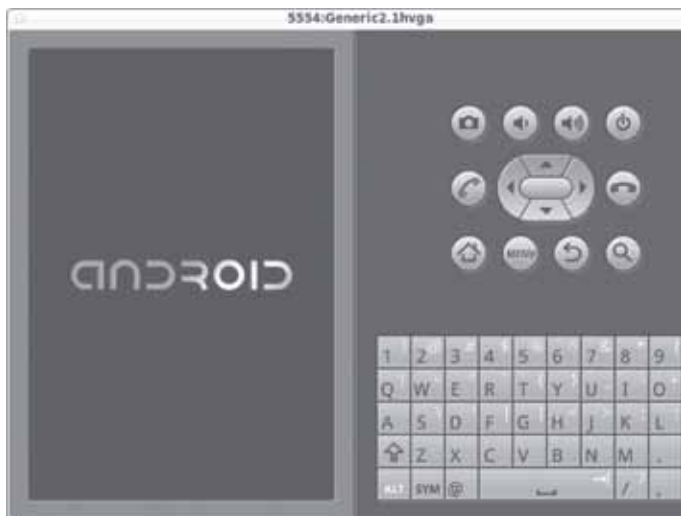 5554:Generic2.1hvga
ANDROID
MENU
1 2 3 4 5 6 7 8 9
Q W E R T Y U I O
A S D F G H J K L
Z X C V B N M .
ALT SYM @ / ,